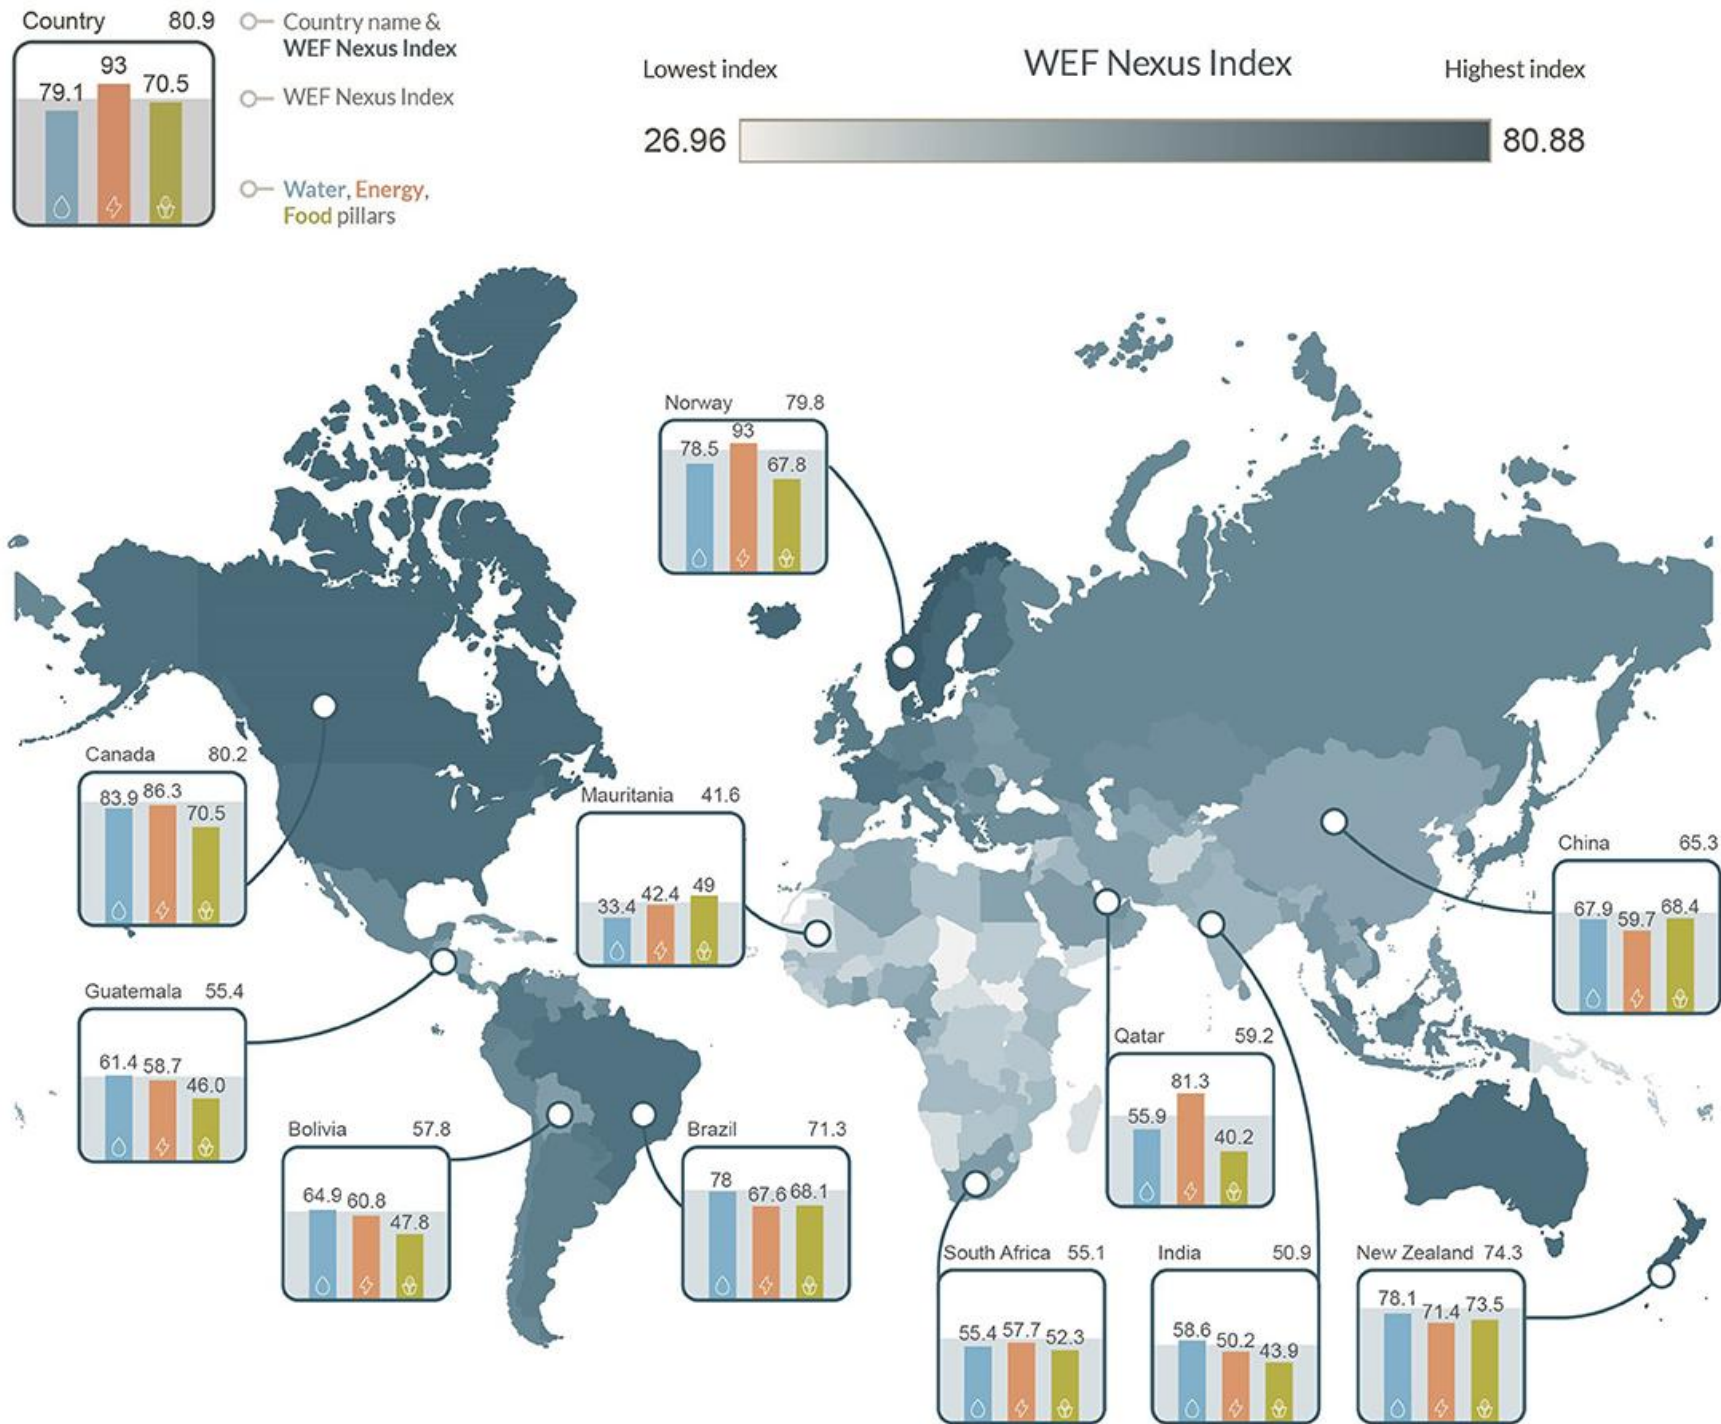 Country 80.9
79.1 93 70.5
Country name &
WEF Nexus Index
WEF Nexus Index
Water, Energy,
Food pillars
WEF Nexus Index
Lowest index
Highest index
26.96
80.88
Norway 79.8
78.5 93 67.8
Canada 80.2
83.9 86.3 70.5
Mauritania 41.6
33.4 42.4 49
China 65.3
67.9 59.7 68.4
Guatemala 55.4
61.4 58.7 46.0
Qatar 59.2
55.9 81.3 40.2
Bolivia 57.8
64.9 60.8 47.8
Brazil 71.3
78 67.6 68.1
South Africa 55.1
55.4 57.7 52.3
India 50.9
58.6 50.2 43.9
New Zealand 74.3
78.1 71.4 73.5